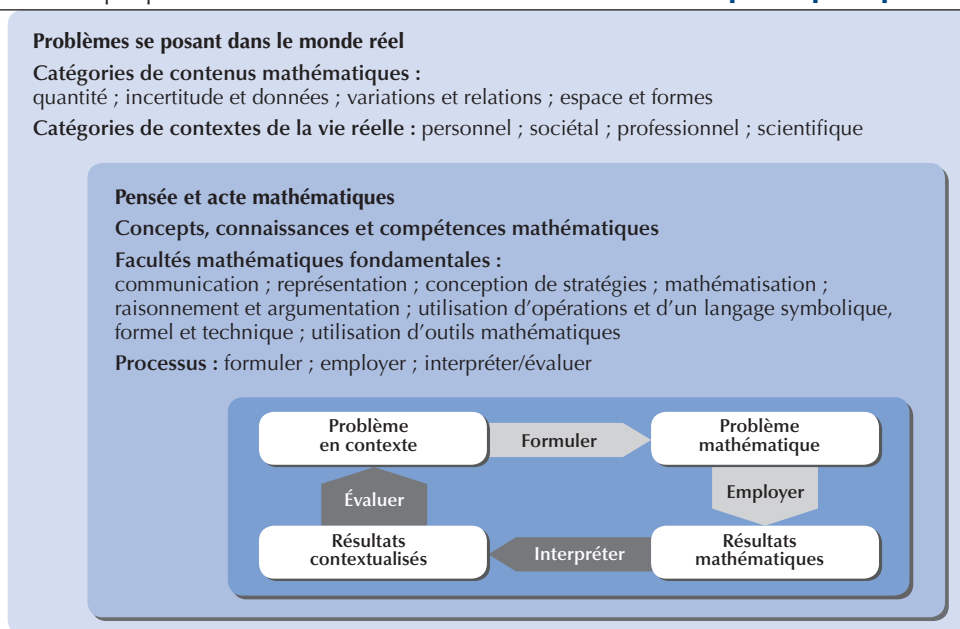 Problèmes se posant dans le monde réel
Catégories de contenus mathématiques :
quantité ; incertitude et données ; variations et relations ; espace et formes
Catégories de contextes de la vie réelle : personnel ; sociétal ; professionnel ; scientifique
Pensée et acte mathématiques
Concepts, connaissances et compétences mathématiques
Facultés mathématiques fondamentales :
communication ; représentation ; conception de stratégies ; mathématisation ;
raisonnement et argumentation ; utilisation d'opérations et d'un langage symbolique,
formel et technique ; utilisation d'outils mathématiques
Processus : formuler ; employer ; interpréter/évaluer
Problème
en contexte
Formuler
Problème
mathématique
Évaluer
Employer
Résultats
contextualisés
Interpréter
Résultats
mathématiques